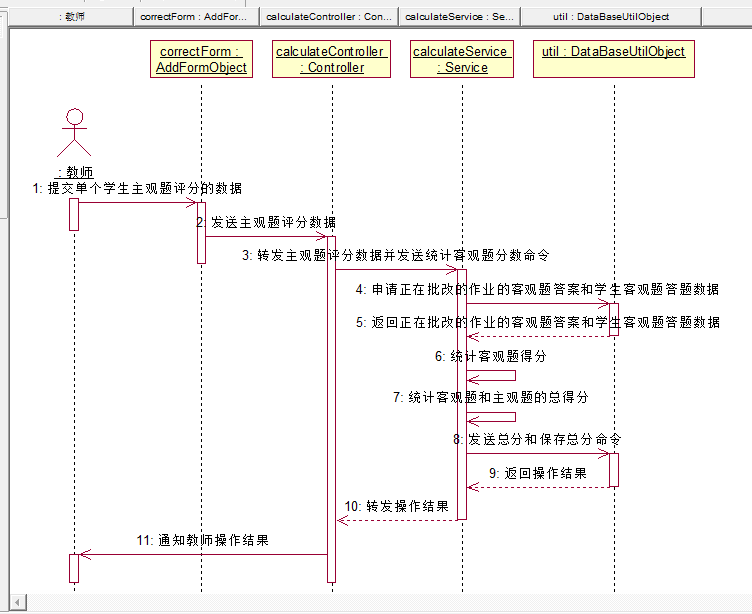 : 教师
correctForm : AddFor...
calculateController : Con...
calculateService : Se...
util : DataBaseUtilObject
correctForm :
AddFormObject
calculateController
: Controller
calculateService
: Service
util : DataBaseUtilObject
: 教师
1: 提交单个学生主观题评分的数据
2: 发送主观题评分数据
3: 转发主观题评分数据并发送统计客观题分数命令
4: 申请正在批改的作业的客观题答案和学生客观题答题数据
5: 返回正在批改的作业的客观题答案和学生客观题答题数据
6: 统计客观题得分
7: 统计客观题和主观题的总得分
8: 发送总分和保存总分命令
9: 返回操作结果
10: 转发操作结果
11: 通知教师操作结果